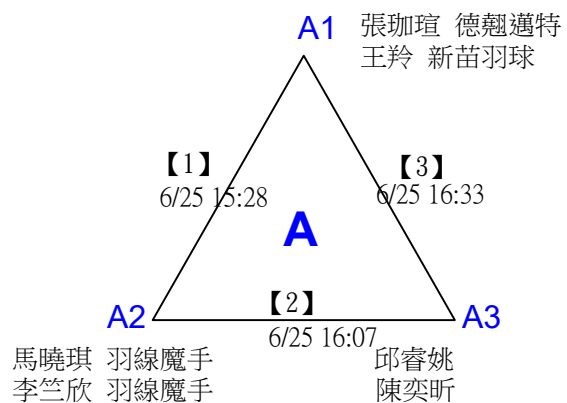 A1
張珈瑄 德翹邁特
王羚 新苗羽球
【1】
6/25 15:28
【3】
6/25 16:33
A
A2
【2】
6/25 16:07
A3
馬曉琪 羽線魔手
李竺欣 羽線魔手
邱睿姚
陳奕昕